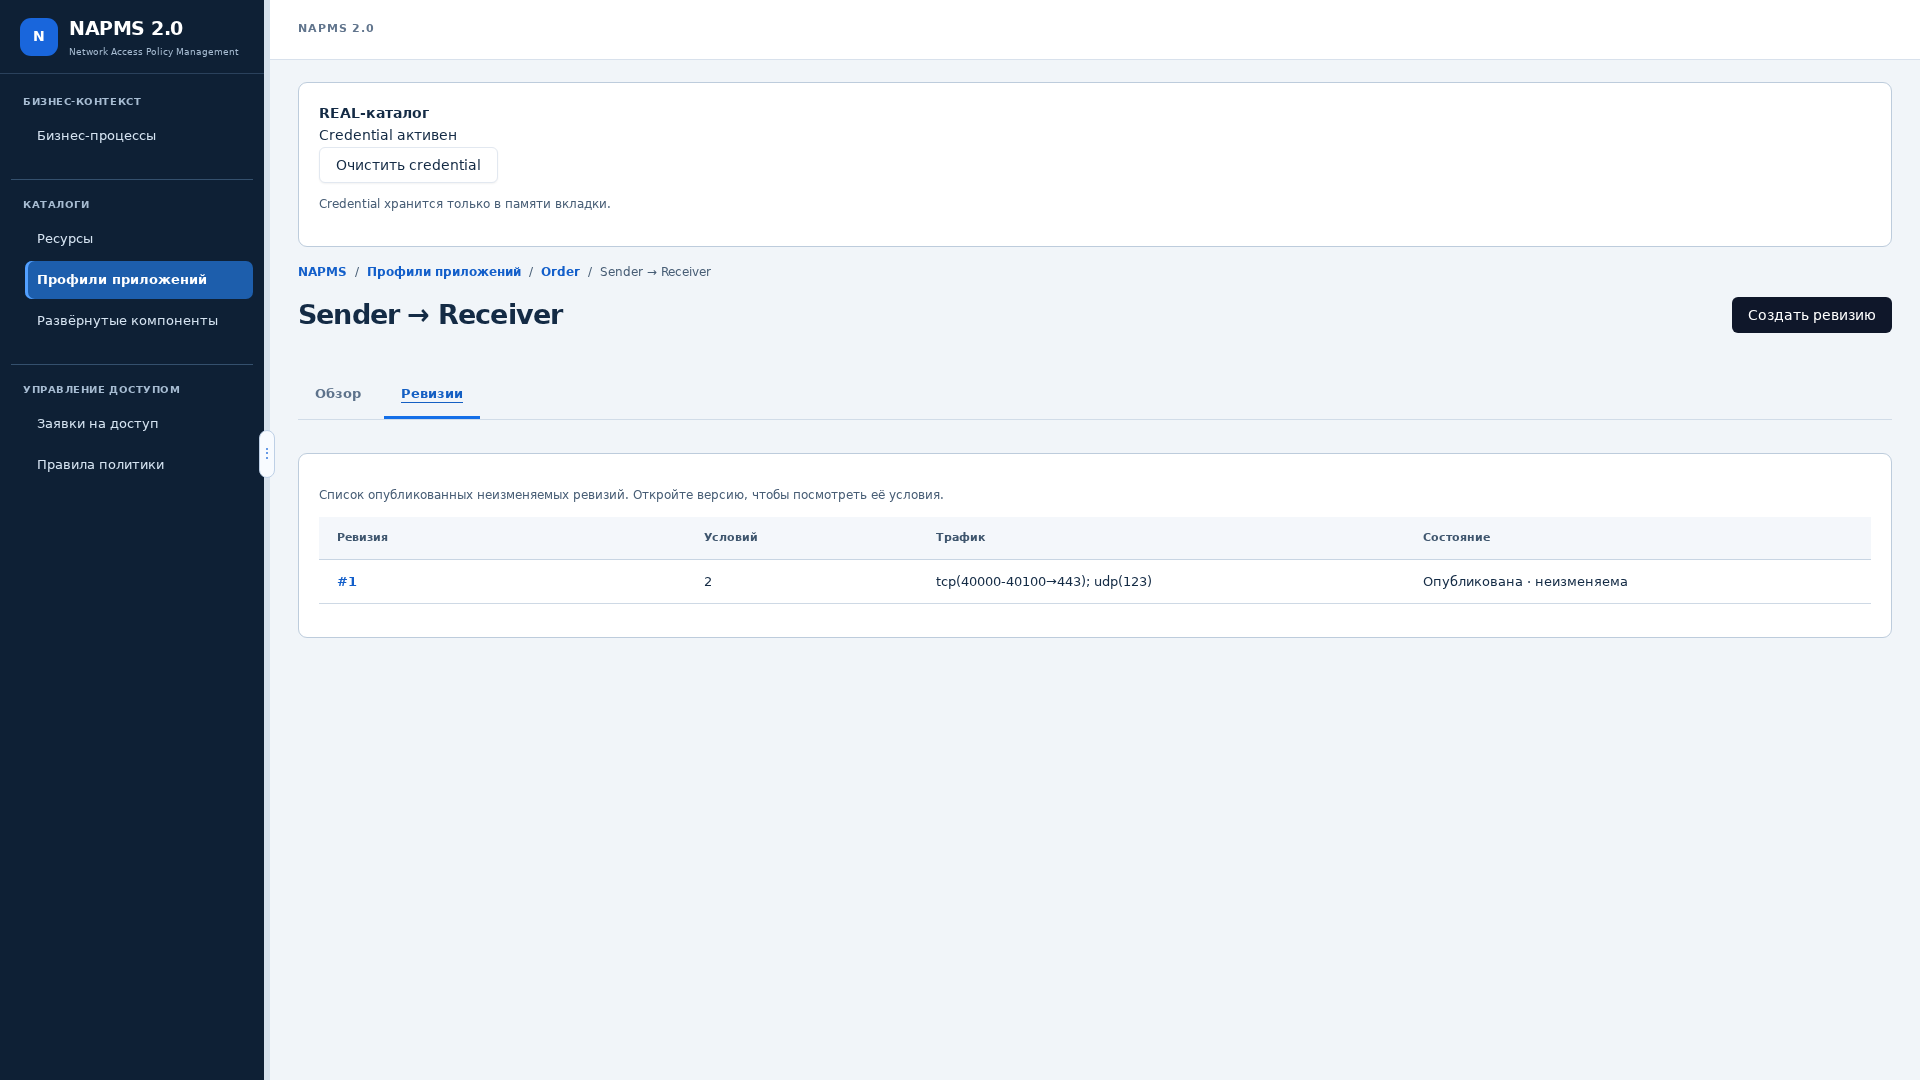 N
NAPMS 2.0
Network Access Policy Management
БИЗНЕС-КОНТЕКСТ
Бизнес-процессы
КАТАЛОГИ
Ресурсы
Профили приложений
Развёрнутые компоненты
УПРАВЛЕНИЕ ДОСТУПОМ
Заявки на доступ
Правила политики
NAPMS 2.0
REAL-каталог
Credential активен
Очистить credential
Credential хранится только в памяти вкладки.
NAPMS / Профили приложений / Order / Sender → Receiver
Sender → Receiver
Создать ревизию
Обзор Ревизии
Список опубликованных неизменяемых ревизий. Откройте версию, чтобы посмотреть её условия.
Ревизия Условий Трафик Состояние
#1 2 tcp(40000-40100→443); udp(123) Опубликована · неизменяема